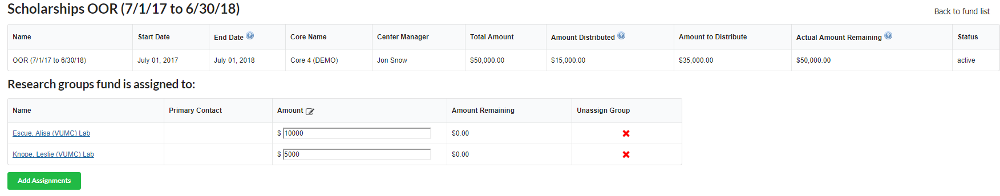 Scholarships OOR (7/1/17 to 6/30/18)
Back to fund list
Name Start Date End Date Core Name Center Manager Total Amount Amount Distributed Amount to Distribute Actual Amount Remaining Status
OOR (7/1/17 to 6/30/18) July 01, 2017 July 01, 2018 Core 4 (DEMO) Jon Snow $50,000.00 $15,000.00 $35,000.00 $50,000.00 active
Research groups fund is assigned to:
Name Primary Contact Amount Amount Remaining Unassign Group
Escue, Alisa (VUMC) Lab $ 10000 $0.00
Knope, Leslie (VUMC) Lab $ 5000 $0.00
Add Assignments